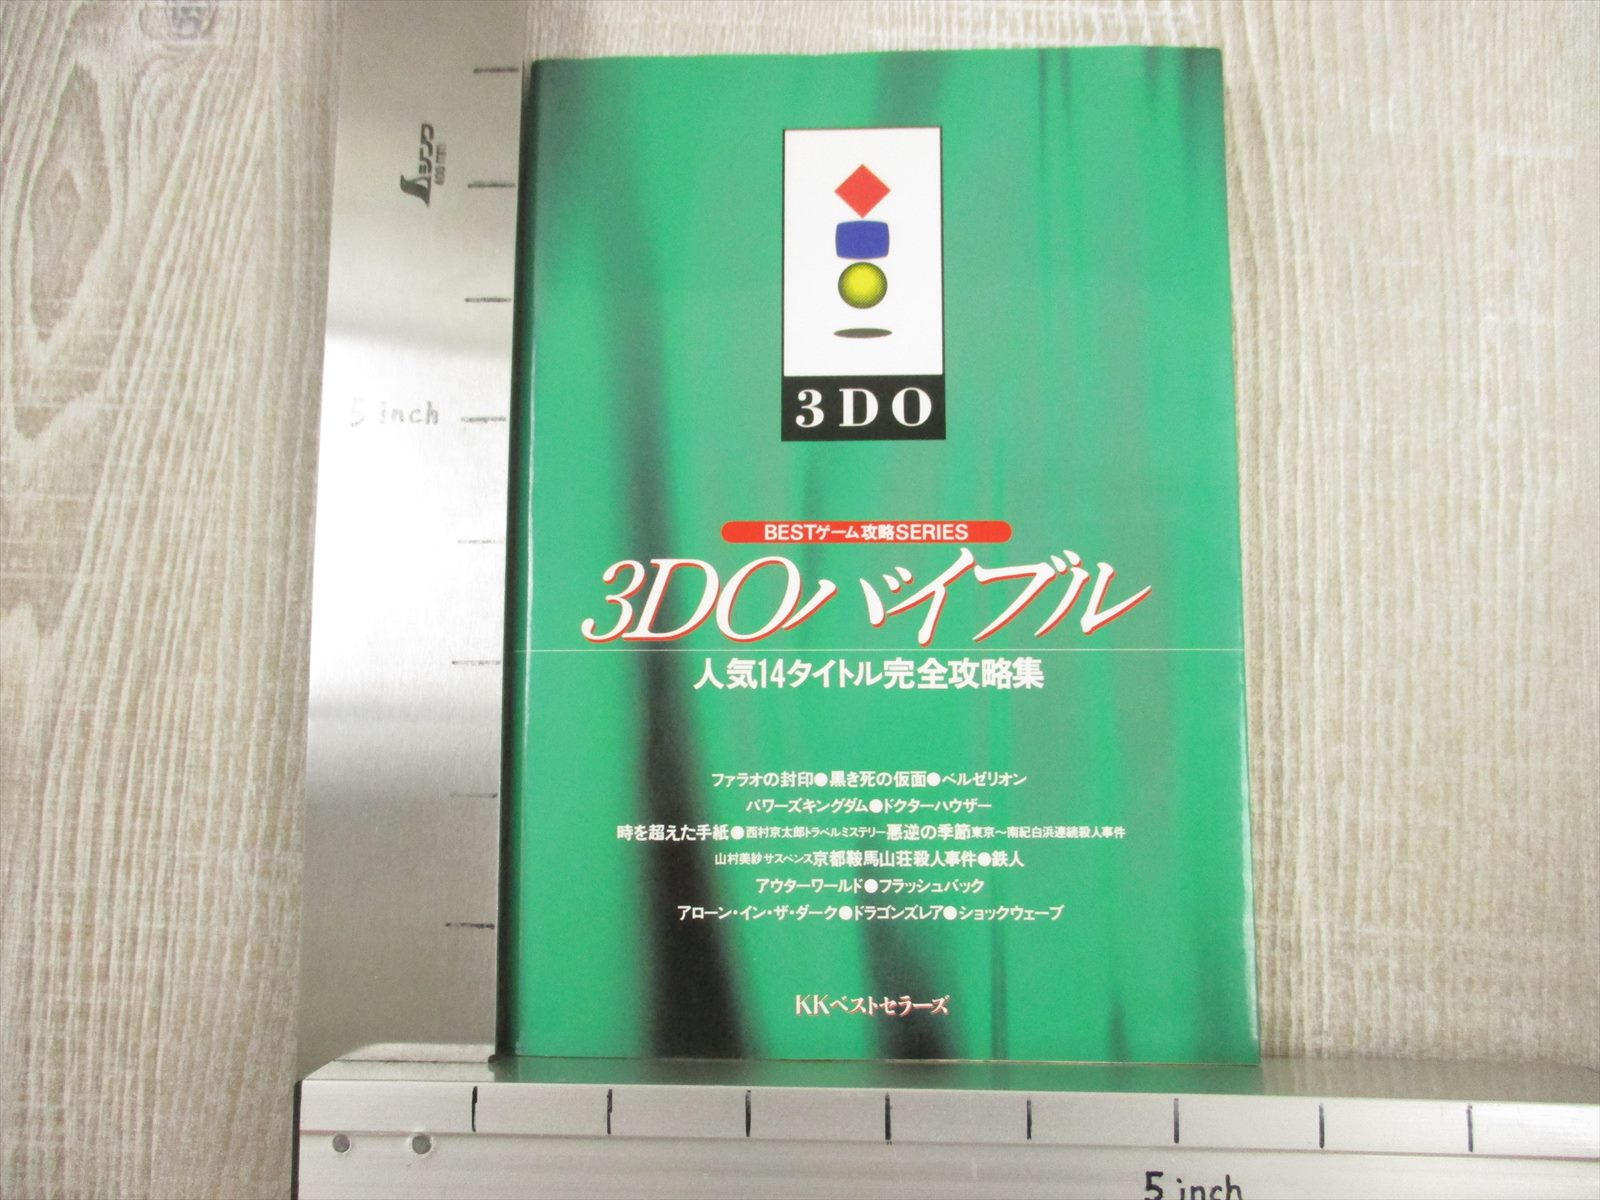 シンワ
400 mm
5 inch
3DO
BESTゲーム攻略SERIES
3DOバイブル
人気14タイトル完全攻略集
ファラオの封印●黒き死の仮面●ベルゼリオン
パワーズキングダム●ドクターハウザー
時を超えた手紙●西村京太郎トラベルミステリー悪逆の季節東京〜南紀白浜連続殺人事件
山村美紗サスペンス京都鞍馬山荘殺人事件●鉄人
アウターワールド●フラッシュバック
アローン・イン・ザ・ダーク●ドラゴンズレア●ショックウェーブ
KKベストセラーズ
5 inch